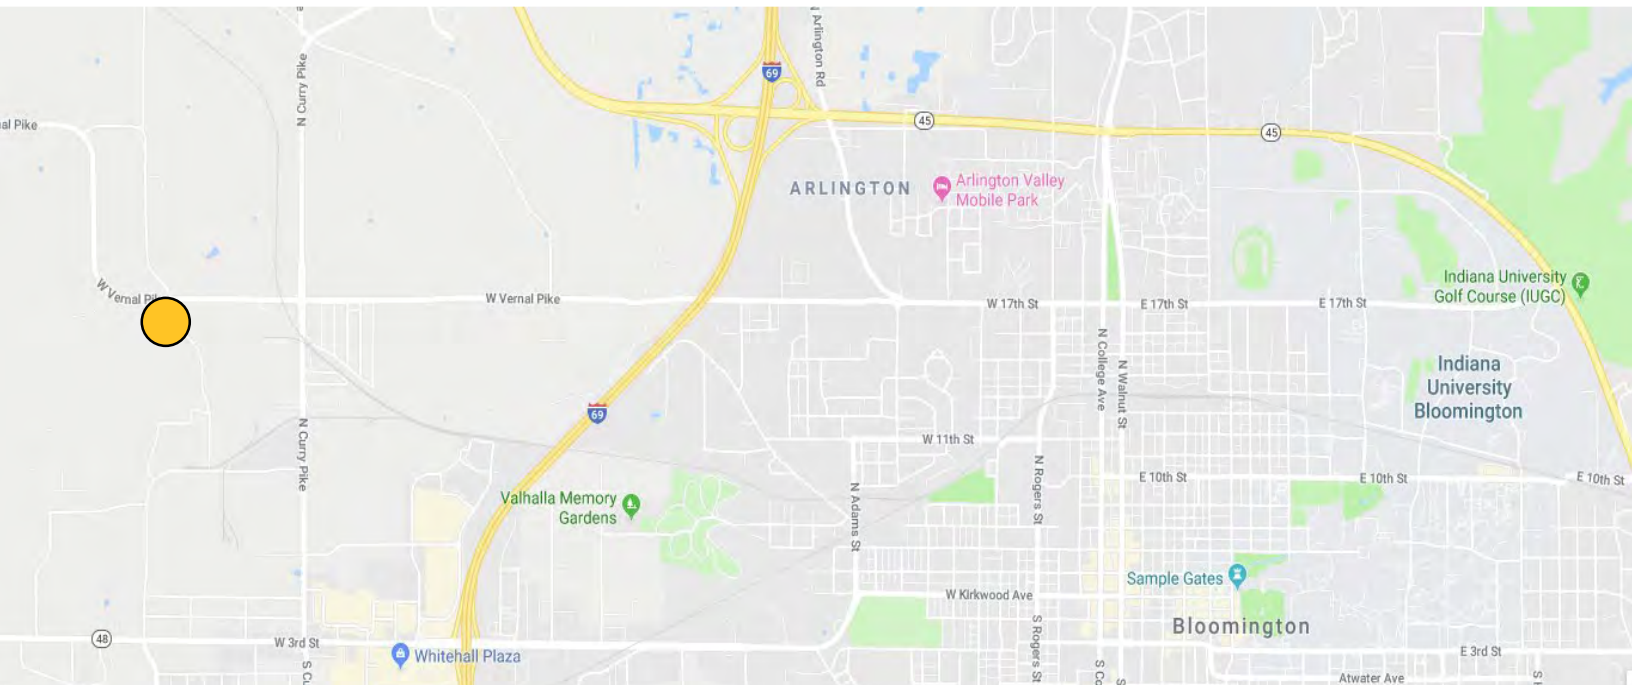 N Curry Pike
N Arlington Rd
69
45
45
al Pike
ARLINGTON
Arlington Valley
Mobile Park
W Vernal Pi
W Vernal Pike
W 17th St
E 17th St
E 17th St
Indiana University
Golf Course (IUGC)
N College Ave
N Walnut St
Indiana
University
Bloomington
69
N Curry Pike
W 11th St
N Rogers St
E 10th St
E 10th St
E 10th St
Valhalla Memory
Gardens
N Adams St
Sample Gates
W Kirkwood Ave
Bloomington
48
W 3rd St
Whitehall Plaza
S Rogers St
E 3rd St
Atwater Ave
S Cu
S Co
S
S H